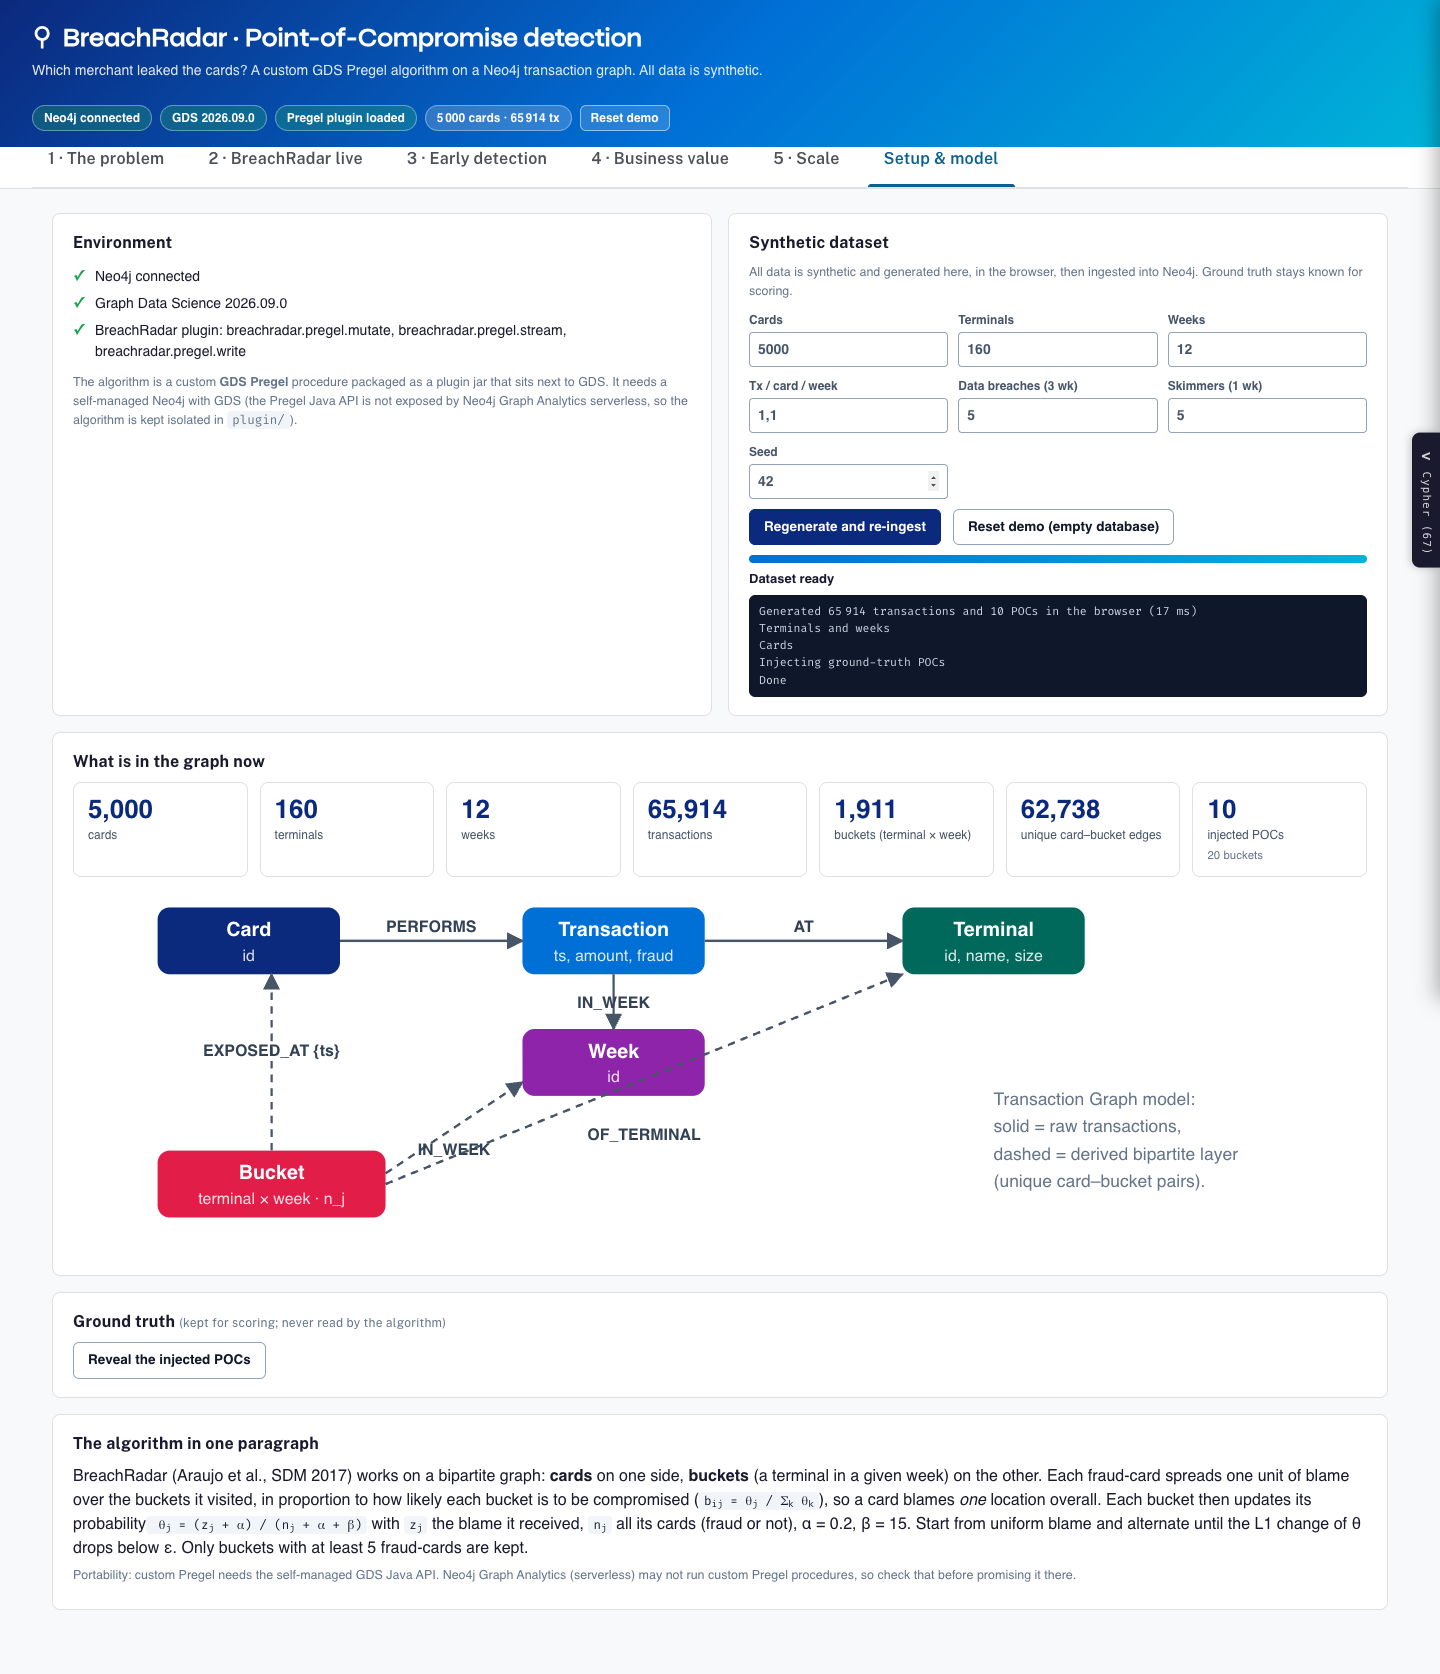 BreachRadar · Point-of-Compromise detection
Which merchant leaked the cards? A custom GDS Pregel algorithm on a Neo4j transaction graph. All data is synthetic.
Neo4j connected
GDS 2026.09.0
Pregel plugin loaded
5 000 cards · 65 914 tx
Reset demo
1 · The problem
2 · BreachRadar live
3 · Early detection
4 · Business value
5 · Scale
Setup & model
Environment
✓ Neo4j connected
✓ Graph Data Science 2026.09.0
✓ BreachRadar plugin: breachradar.pregel.mutate, breachradar.pregel.stream,
breachradar.pregel.write
The algorithm is a custom GDS Pregel procedure packaged as a plugin jar that sits next to GDS. It needs a
self-managed Neo4j with GDS (the Pregel Java API is not exposed by Neo4j Graph Analytics serverless, so the
algorithm is kept isolated in plugin/ ).
Synthetic dataset
All data is synthetic and generated here, in the browser, then ingested into Neo4j. Ground truth stays known for
scoring.
Cards
Terminals
Weeks
5000
160
12
Tx / card / week
Data breaches (3 wk)
Skimmers (1 wk)
1,1
5
5
Seed
42
Regenerate and re-ingest
Reset demo (empty database)
Dataset ready
Generated 65 914 transactions and 10 POCs in the browser (17 ms)
Terminals and weeks
Cards
Injecting ground-truth POCs
Done
< Cypher (67)
What is in the graph now
5,000
cards
160
terminals
12
weeks
65,914
transactions
1,911
buckets (terminal × week)
62,738
unique card–bucket edges
10
injected POCs
20 buckets
Card
id
PERFORMS
Transaction
ts, amount, fraud
AT
Terminal
id, name, size
IN_WEEK
EXPOSED_AT {ts}
Week
id
IN_WEEK
OF_TERMINAL
Bucket
terminal × week · n_j
Transaction Graph model:
solid = raw transactions,
dashed = derived bipartite layer
(unique card–bucket pairs).
Ground truth (kept for scoring; never read by the algorithm)
Reveal the injected POCs
The algorithm in one paragraph
BreachRadar (Araujo et al., SDM 2017) works on a bipartite graph: cards on one side, buckets (a terminal in a given week) on the other. Each fraud-card spreads one unit of blame
over the buckets it visited, in proportion to how likely each bucket is to be compromised ( bᵢⱼ = θⱼ / Σₖ θₖ ), so a card blames one location overall. Each bucket then updates its
probability θⱼ = (zⱼ + α) / (nⱼ + α + β) with zⱼ the blame it received, nⱼ all its cards (fraud or not), α = 0.2, β = 15. Start from uniform blame and alternate until the L1 change of θ
drops below ε. Only buckets with at least 5 fraud-cards are kept.
Portability: custom Pregel needs the self-managed GDS Java API. Neo4j Graph Analytics (serverless) may not run custom Pregel procedures, so check that before promising it there.